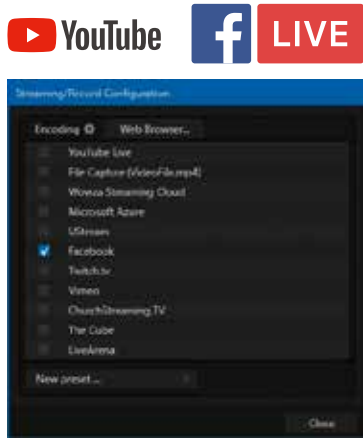 YouTube f LIVE
Streaming/Record Configuration
Encoding Web Browser...
YouTube Live
File Capture (VideoFile.mp4)
Wowza Streaming Cloud
Microsoft Azure
UStream
Facebook
Twitch.tv
Vimeo
ChurchStreaming.TV
The Cube
LiveArena
New preset...
Close